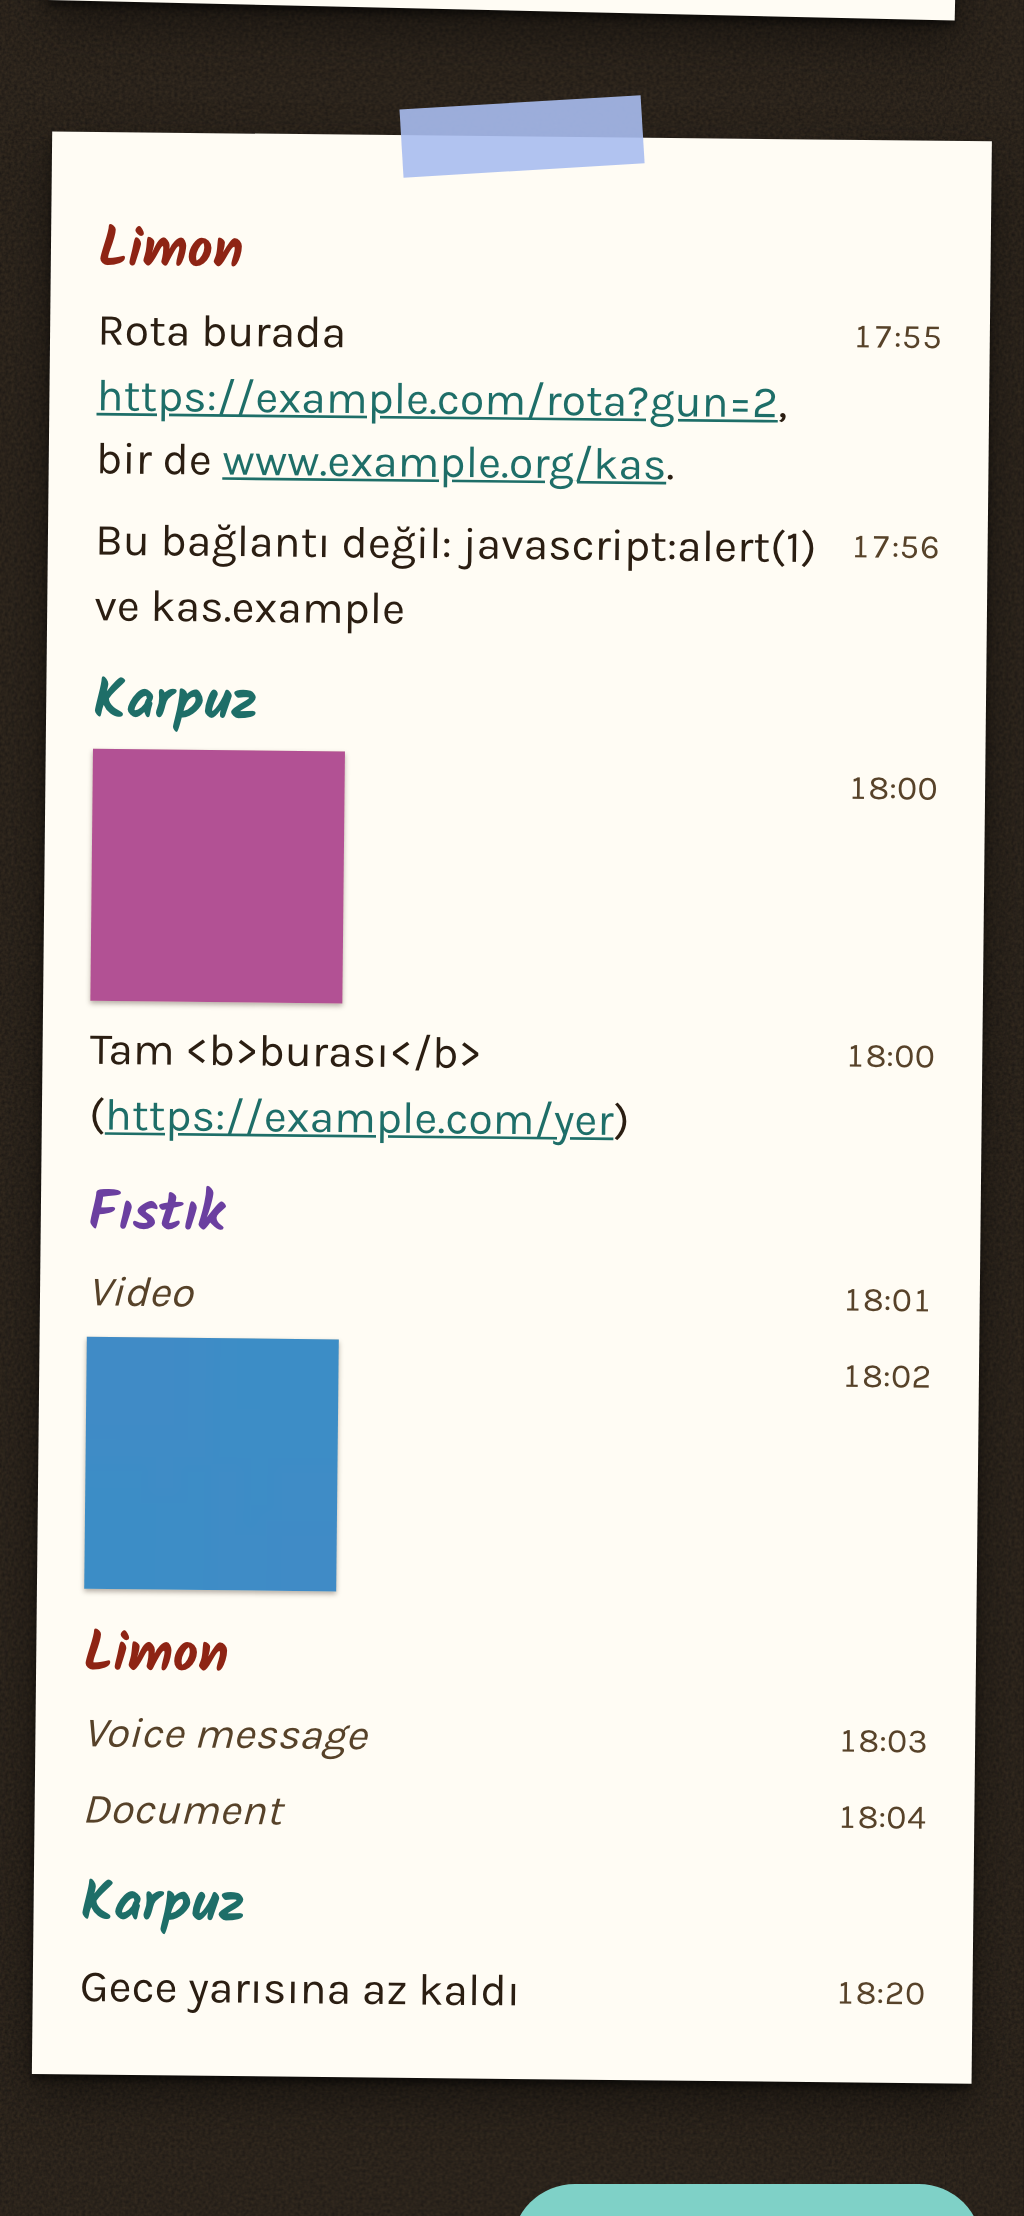 Limon
Rota burada 17:55
https://example.com/rota?gun=2,
bir de www.example.org/kas.
Bu bağlantı değil: javascript:alert(1) 17:56
ve kas.example
Karpuz
18:00
Tam <b>burası</b> 18:00
(https://example.com/yer)
Fıstık
Video 18:01
18:02
Limon
Voice message 18:03
Document 18:04
Karpuz
Gece yarısına az kaldı 18:20